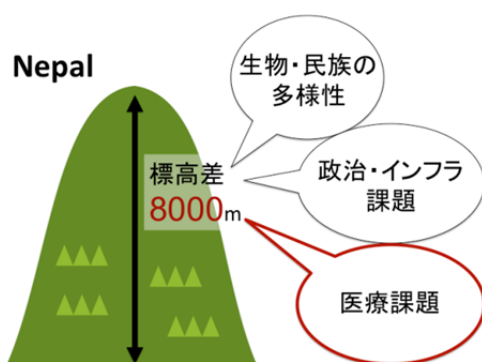 Nepal
生物・民族の
多様性
標高差
8000m
政治・インフラ
課題
医療課題